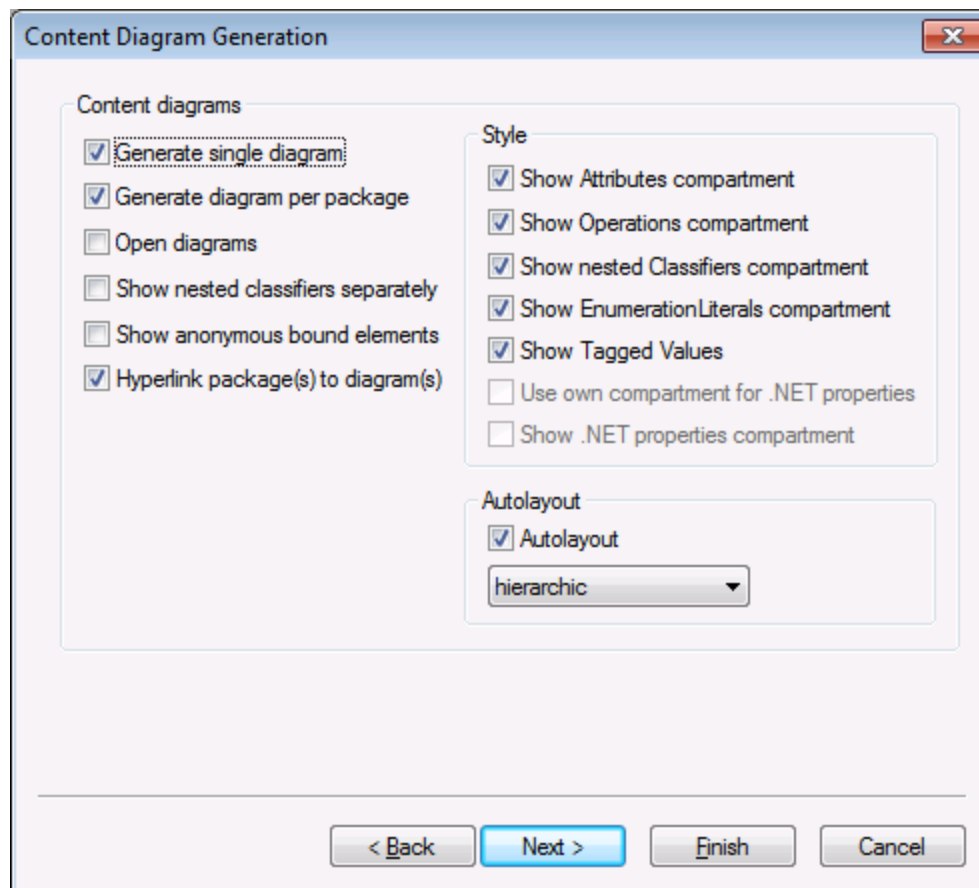 Content Diagram Generation
Content diagrams
Generate single diagram
Generate diagram per package
Open diagrams
Show nested classifiers separately
Show anonymous bound elements
Hyperlink package(s) to diagram(s)
Style
Show Attributes compartment
Show Operations compartment
Show nested Classifiers compartment
Show EnumerationLiterals compartment
Show Tagged Values
Use own compartment for .NET properties
Show .NET properties compartment
Autolayout
Autolayout
hierarchic
< Back
Next >
Finish
Cancel